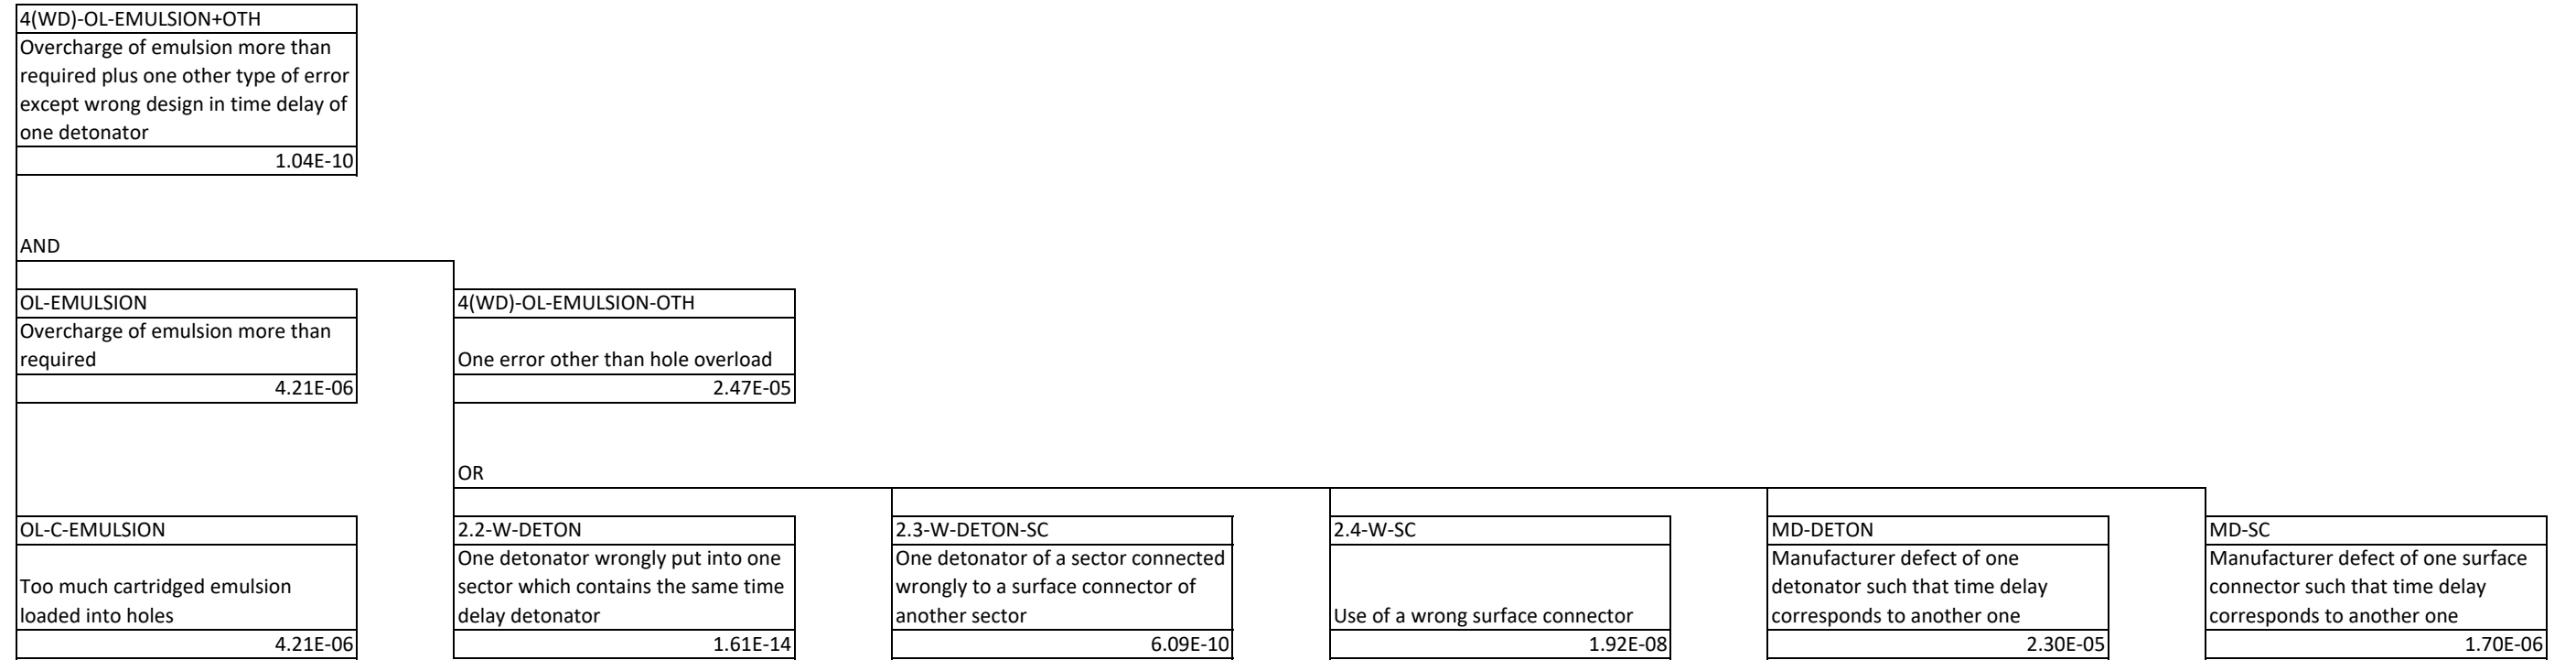 4(WD)-OL-EMULSION+OTH
Overcharge of emulsion more than
required plus one other type of error
except wrong design in time delay of
one detonator
1.04E-10
AND
OL-EMULSION
Overcharge of emulsion more than
required
4.21E-06
4(WD)-OL-EMULSION-OTH
One error other than hole overload
2.47E-05
OR
OL-C-EMULSION
Too much cartridged emulsion
loaded into holes
4.21E-06
2.2-W-DETON
One detonator wrongly put into one
sector which contains the same time
delay detonator
1.61E-14
2.3-W-DETON-SC
One detonator of a sector connected
wrongly to a surface connector of
another sector
6.09E-10
2.4-W-SC
Use of a wrong surface connector
1.92E-08
MD-DETON
Manufacturer defect of one
detonator such that time delay
corresponds to another one
2.30E-05
MD-SC
Manufacturer defect of one surface
connector such that time delay
corresponds to another one
1.70E-06